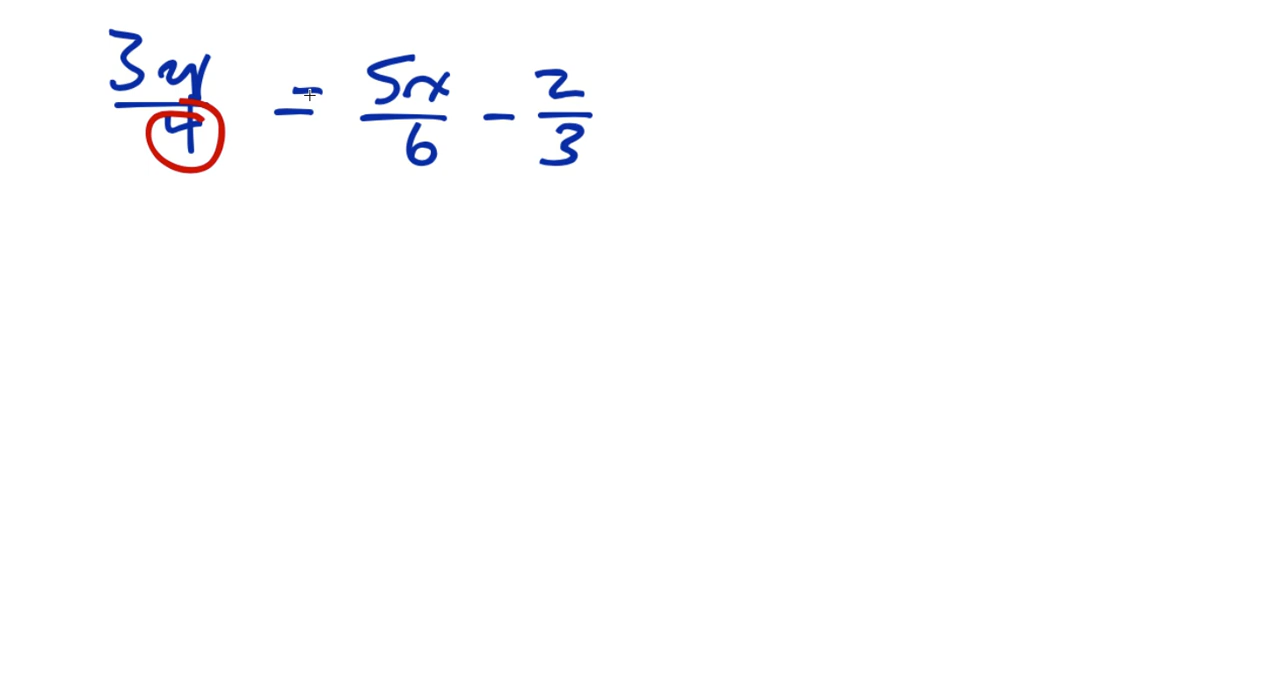 3y/4 = 5x/6 - 2/3